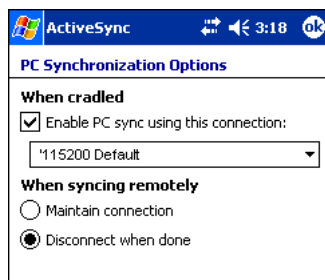 ActiveSync 3:18 ok
PC Synchronization Options
When cradled
Enable PC sync using this connection:
'115200 Default
When syncing remotely
Maintain connection
Disconnect when done